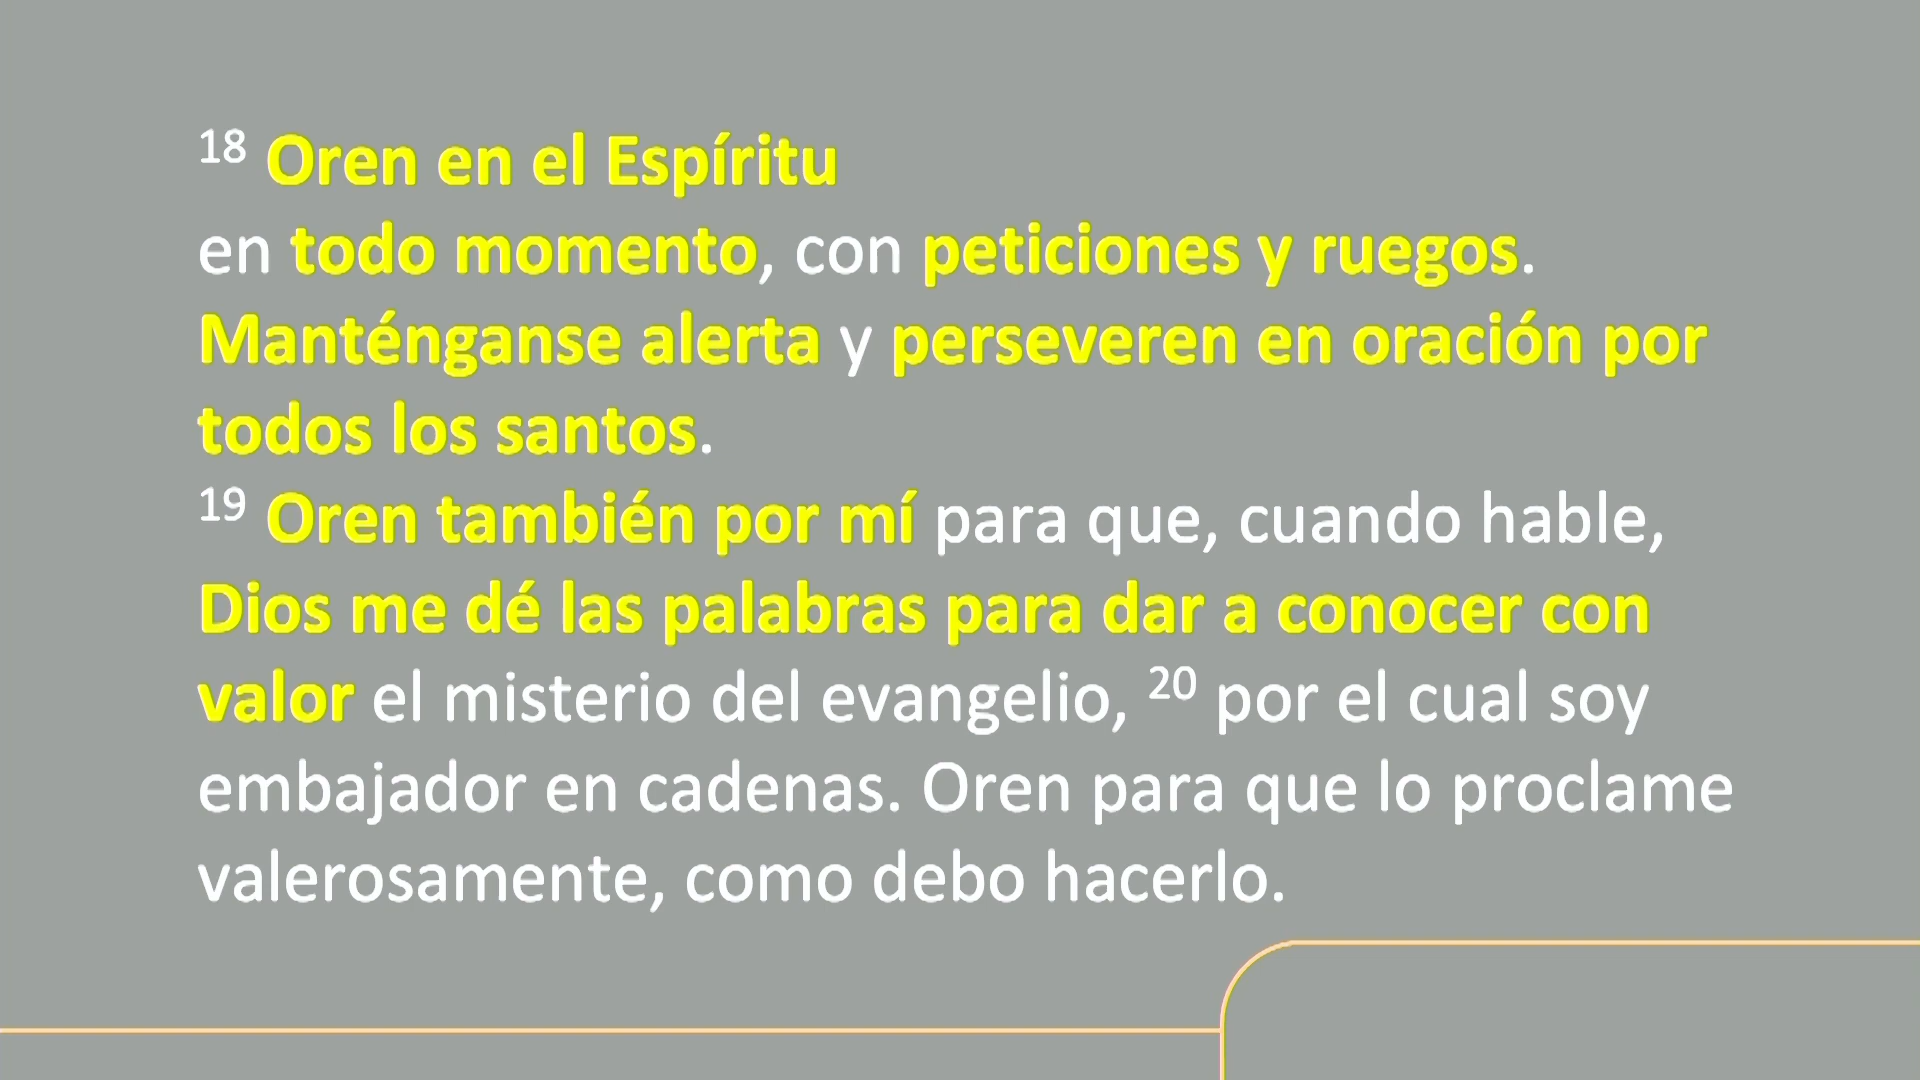 18 Oren en el Espíritu
en todo momento, con peticiones y ruegos.
Manténganse alerta y perseveren en oración por
todos los santos.
19 Oren también por mí para que, cuando hable,
Dios me dé las palabras para dar a conocer con
valor el misterio del evangelio, 20 por el cual soy
embajador en cadenas. Oren para que lo proclame
valerosamente, como debo hacerlo.